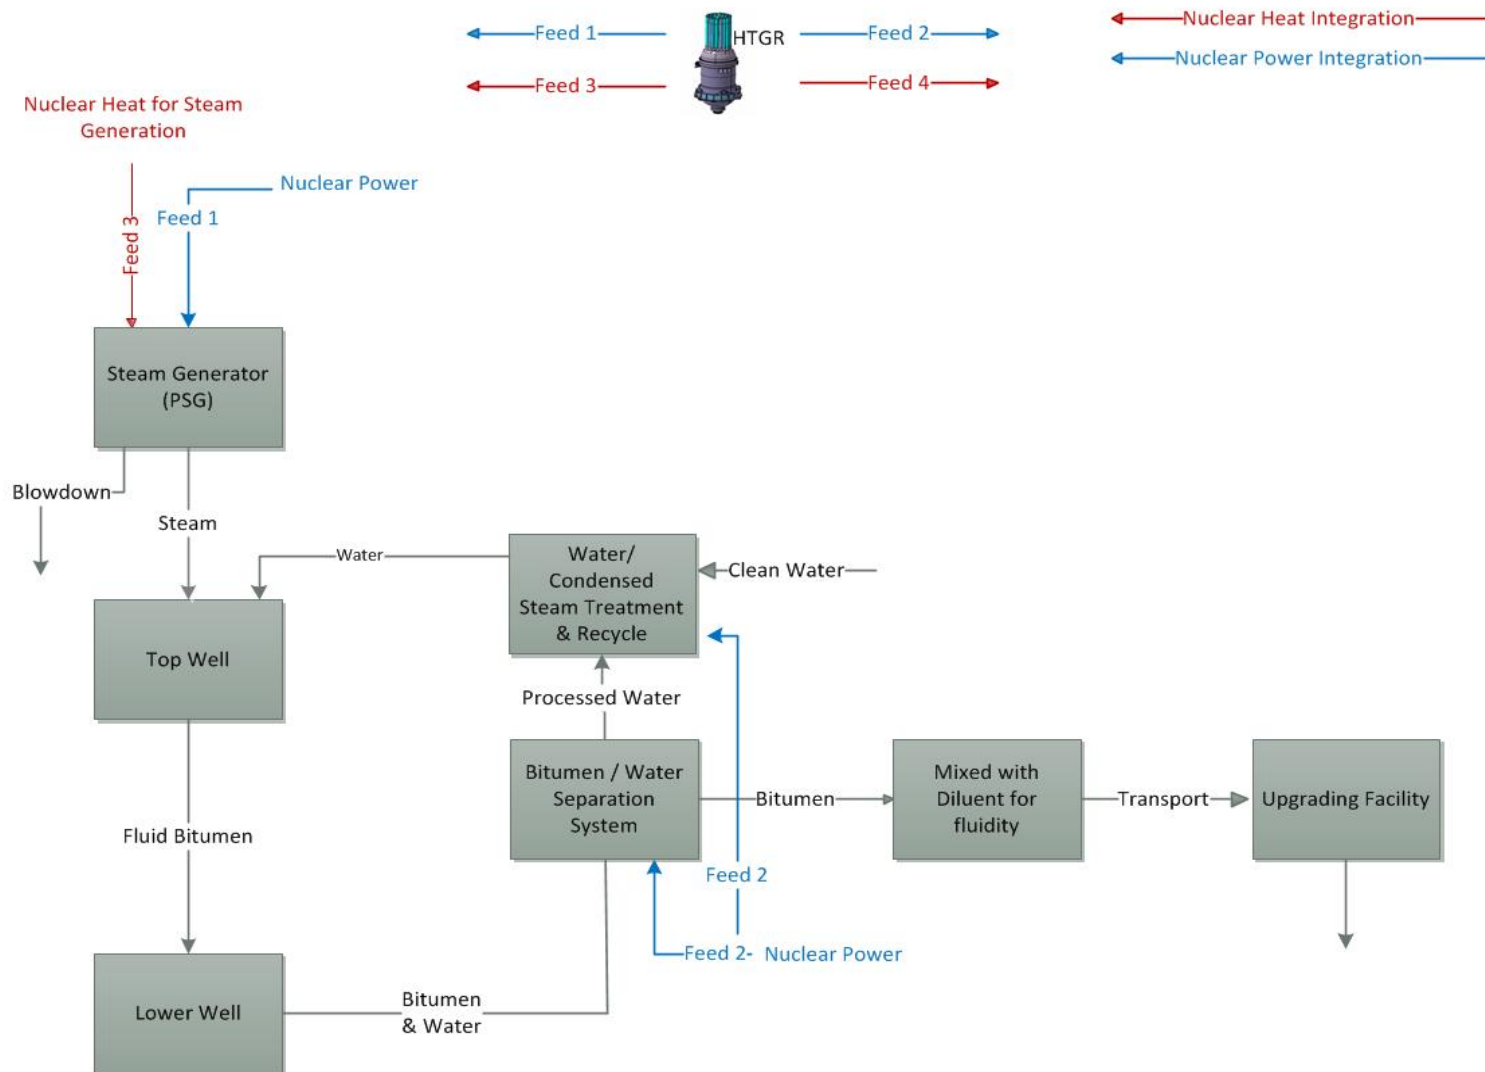 Feed 1
HTGR
Feed 2
Nuclear Heat Integration
Feed 3
Feed 4
Nuclear Power Integration
Nuclear Heat for Steam
Generation
Nuclear Power
Feed 1
Feed 3
Steam Generator
(PSG)
Blowdown
Steam
Water
Water/
Condensed
Steam Treatment
& Recycle
Clean Water
Top Well
Processed Water
Bitumen / Water
Separation
System
Bitumen
Mixed with
Diluent for
fluidity
Transport
Upgrading Facility
Fluid Bitumen
Feed 2
Feed 2- Nuclear Power
Lower Well
Bitumen
& Water